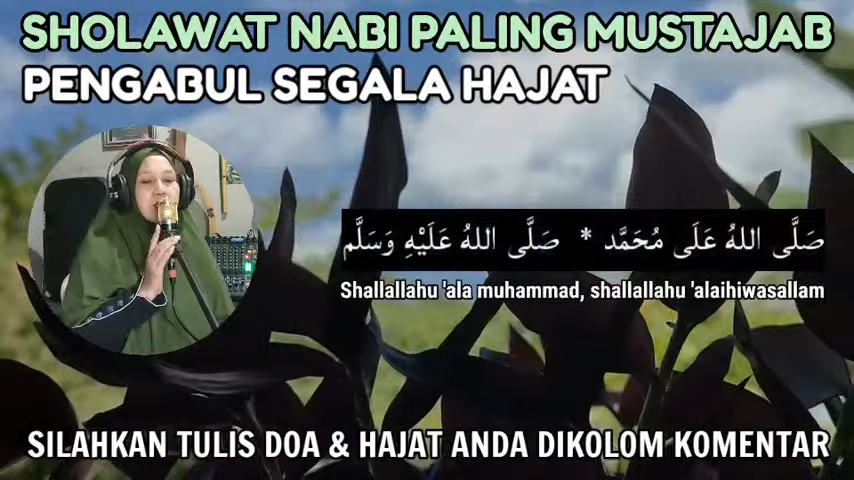 SHOLAWAT NABI PALING MUSTAJAB
PENGABUL SEGALA HAJAT
صَلَّى اللهُ عَلَى مُحَمَّد * صَلَّى اللهُ عَلَيْهِ وَسَلَّم
Shallallahu 'ala muhammad, shallallahu 'alaihiwasallam
SILAHKAN TULIS DOA & HAJAT ANDA DIKOLOM KOMENTAR